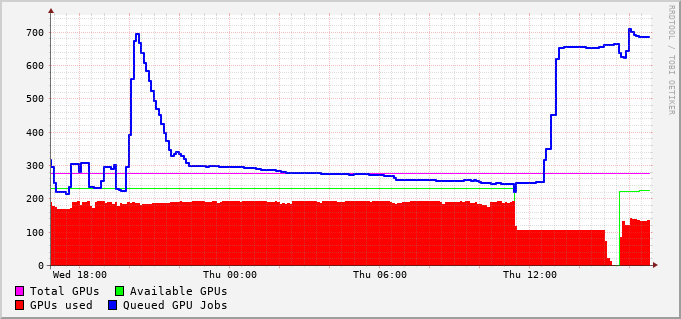 RRDTOOL / TOBI OETIKER
700
600
500
400
300
200
100
0
Wed 18:00 Thu 00:00 Thu 06:00 Thu 12:00
Total GPUs Available GPUs
GPUs used Queued GPU Jobs